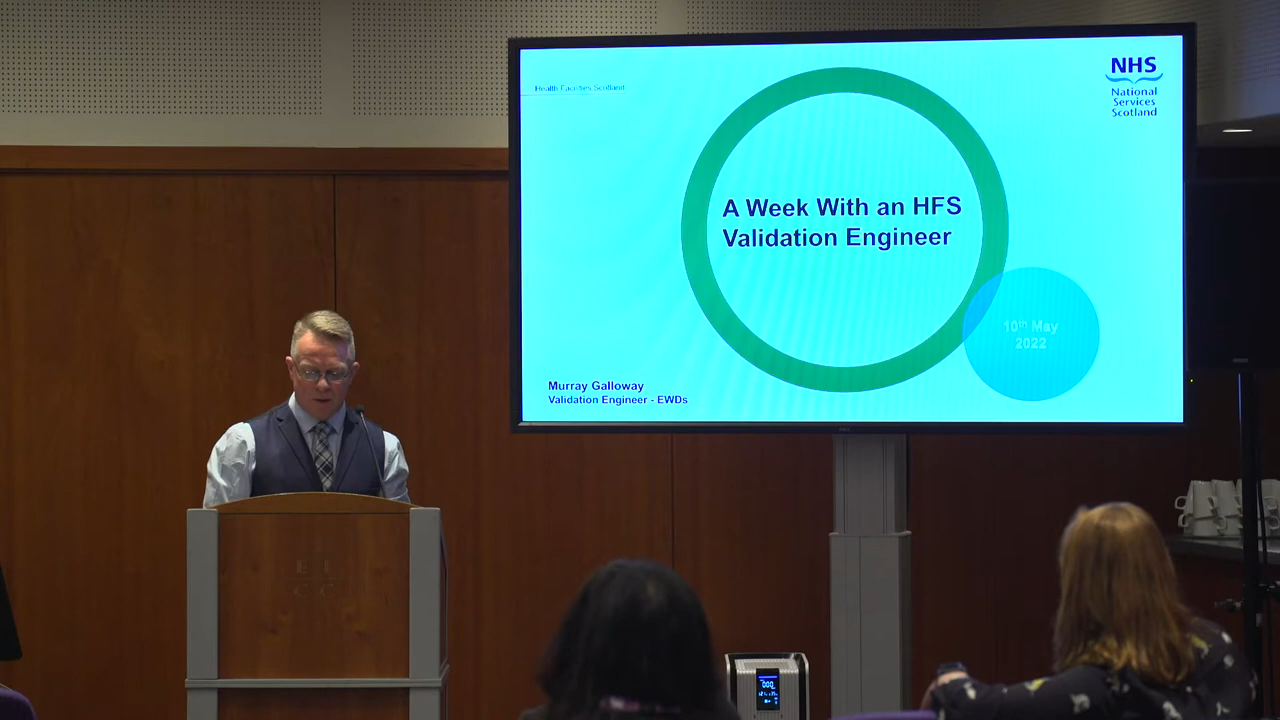 Health Facilities Scotland
NHS
National
Services
Scotland
A Week With an HFS
Validation Engineer
10th May
2022
Murray Galloway
Validation Engineer - EWDs
E I
C C